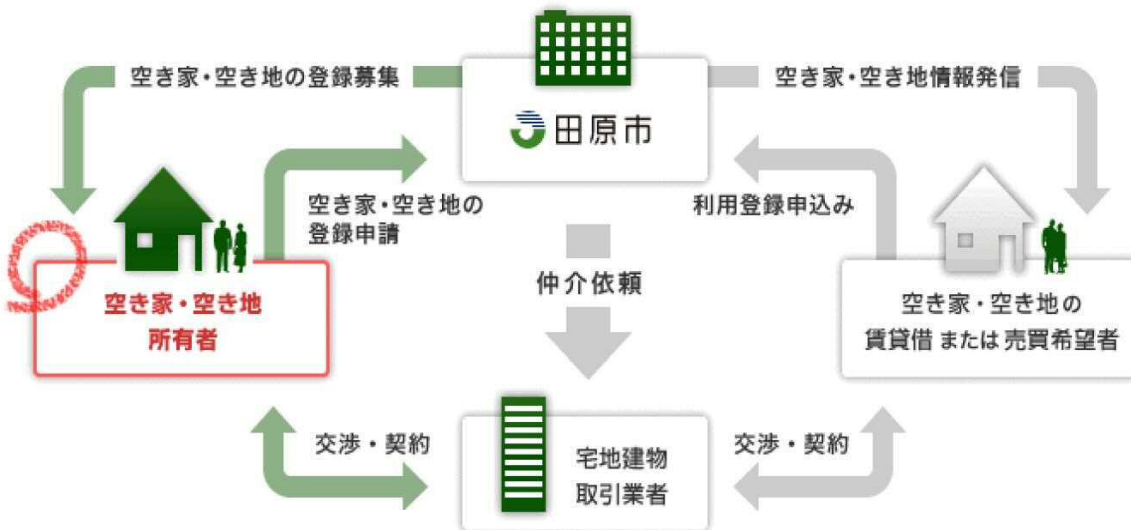 空き家・空き地の登録募集
空き家・空き地情報発信
田原市
空き家・空き地の
登録申請
利用登録申込み
仲介依頼
空き家・空き地
所有者
空き家・空き地の
賃貸借 または 売買希望者
交渉・契約
宅地建物
取引業者
交渉・契約